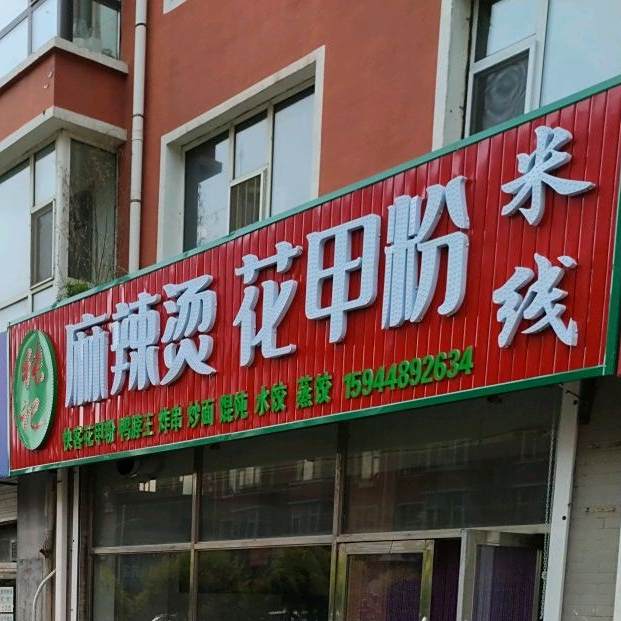 麻辣烫 花甲粉 米线
快客花甲粉 鸭脖王 炸串 炒面 馄饨 水饺 蒸饺 15944892634